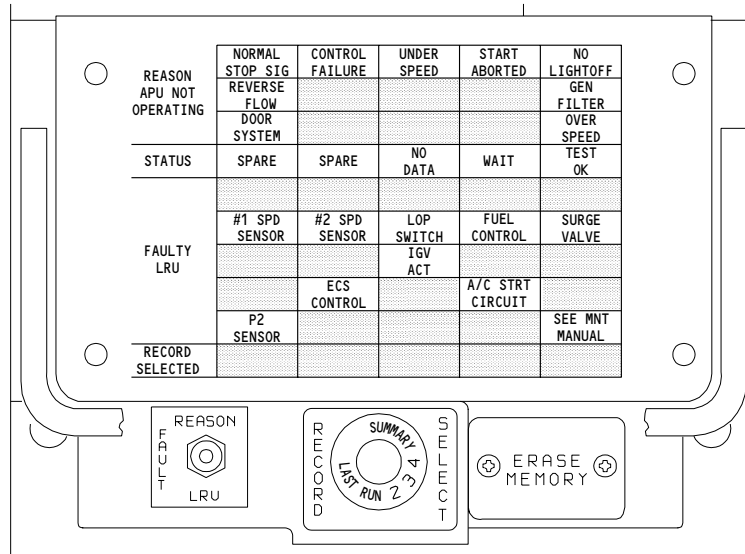 REASON
APU NOT
OPERATING
NORMAL
STOP SIG
CONTROL
FAILURE
UNDER
SPEED
START
ABORTED
NO
LIGHTOFF
REVERSE
FLOW
GEN
FILTER
DOOR
SYSTEM
OVER
SPEED
STATUS
SPARE
SPARE
NO
DATA
WAIT
TEST
OK
FAULTY
LRU
#1 SPD
SENSOR
#2 SPD
SENSOR
LOP
SWITCH
FUEL
CONTROL
SURGE
VALVE
IGV
ACT
ECS
CONTROL
A/C STRT
CIRCUIT
P2
SENSOR
SEE MNT
MANUAL
RECORD
SELECTED
FAULT
REASON
LRU
RECORD
SUMMARY
LAST RUN 2 3 4
SELECT
ERASE
MEMORY